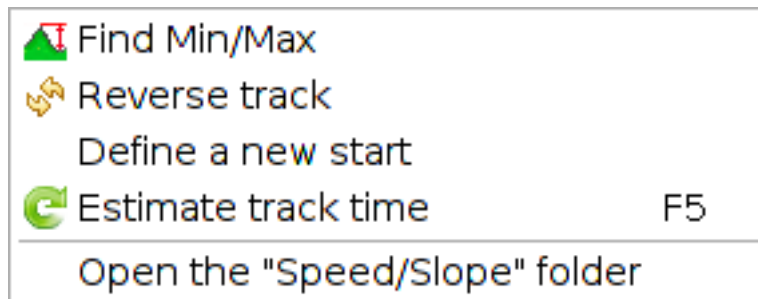 Find Min/Max
Reverse track
Define a new start
Estimate track time F5
Open the "Speed/Slope" folder